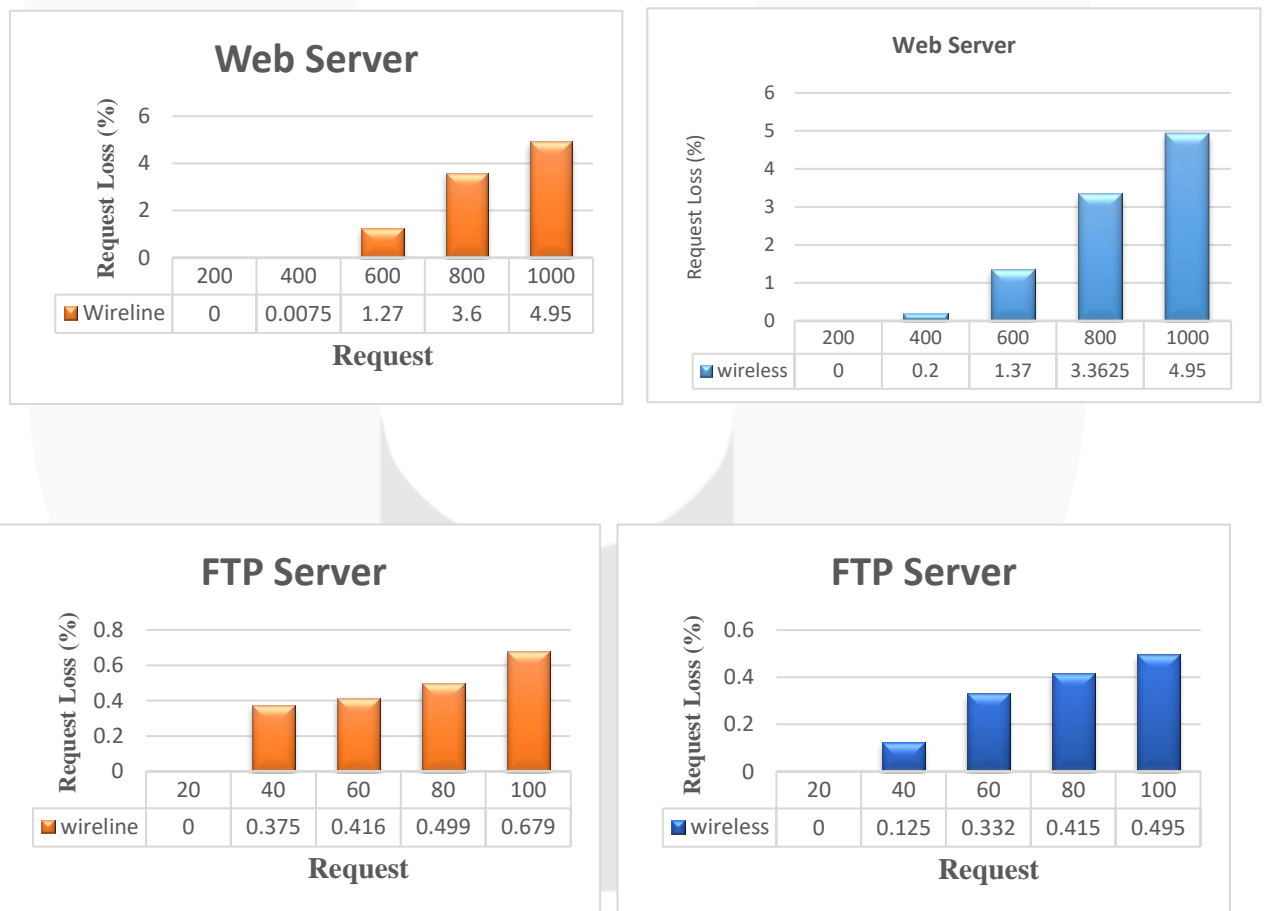 Web Server
Request Loss (%)
6
4
2
0
200 400 600 800 1000
Wireline 0 0.0075 1.27 3.6 4.95
Request
Web Server
Request Loss (%)
6
5
4
3
2
1
0
200 400 600 800 1000
wireless 0 0.2 1.37 3.3625 4.95
FTP Server
Request Loss (%)
0.8
0.6
0.4
0.2
0
20 40 60 80 100
wireline 0 0.375 0.416 0.499 0.679
Request
FTP Server
Request Loss (%)
0.6
0.4
0.2
0
20 40 60 80 100
wireless 0 0.125 0.332 0.415 0.495
Request